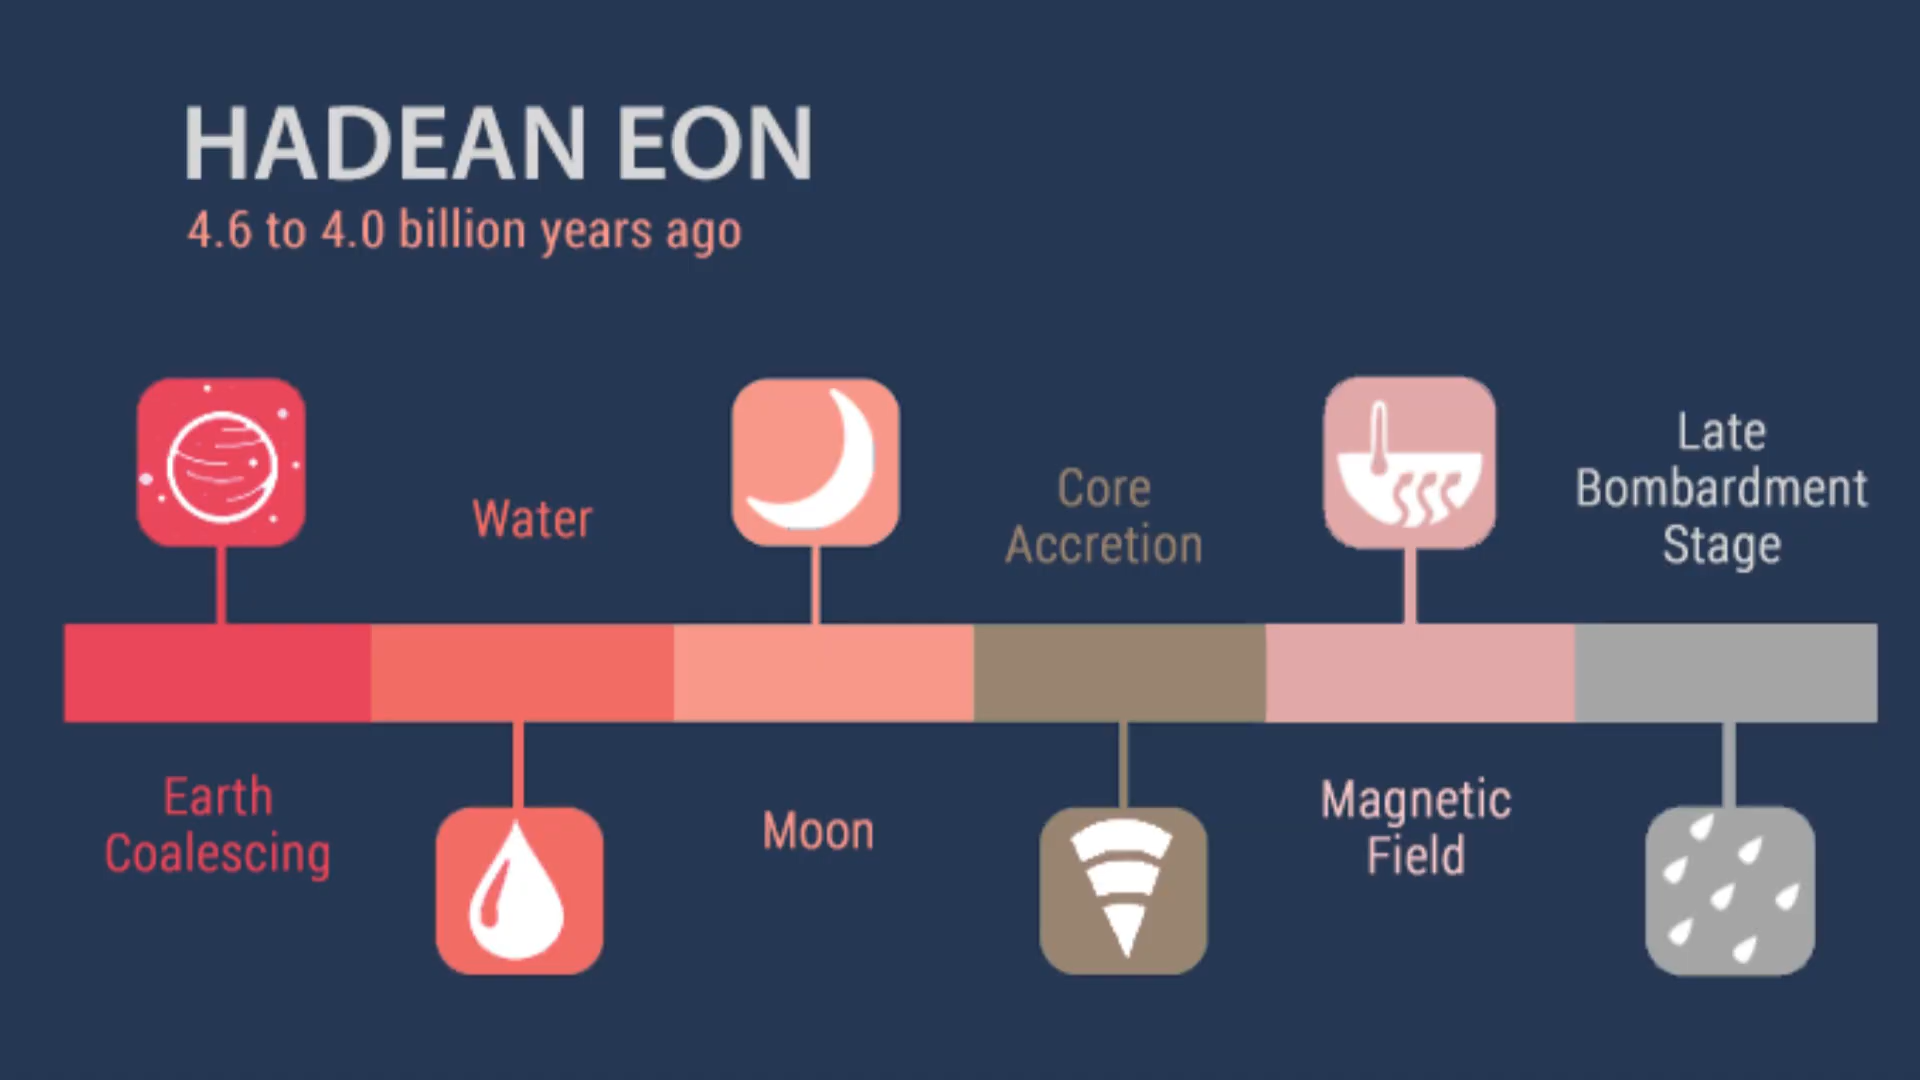 HADEAN EON
4.6 to 4.0 billion years ago
Earth
Coalescing
Water
Moon
Core
Accretion
Magnetic
Field
Late
Bombardment
Stage